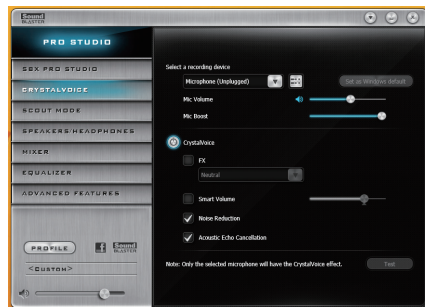 Sound
BLASTER
PRO STUDIO
SBX PRO STUDIO
CRYSTALVOICE
SCOUT MODE
SPEAKERS/HEADPHONES
MIXER
EQUALIZER
ADVANCED FEATURES
PROFILE
f
Sound
BLASTER
<CUSTOM>
Select a recording device
Microphone (Unplugged)
Set as Windows default
Mic Volume
Mic Boost
CrystalVoice
FX
Neutral
Smart Volume
Noise Reduction
Acoustic Echo Cancellation
Note: Only the selected microphone will have the CrystalVoice effect.
Test